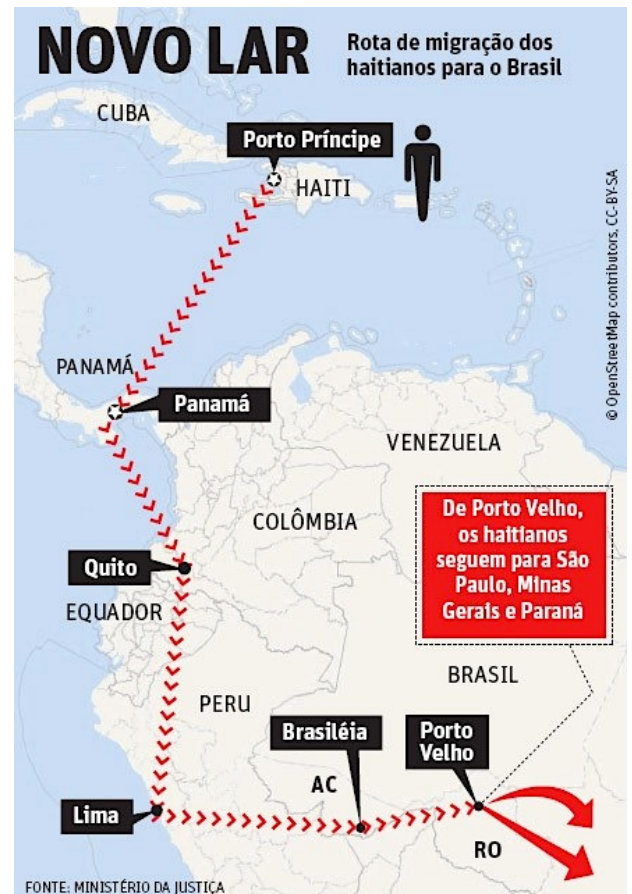 NOVO LAR
Rota de migração dos
haitianos para o Brasil
CUBA
Porto Príncipe
HAITI
© OpenStreetMap contributors, CC-BY-SA
PANAMÁ
Panamá
VENEZUELA
COLÔMBIA
De Porto Velho,
os haitianos
seguem para São
Paulo, Minas
Gerais e Paraná
Quito
EQUADOR
BRASIL
PERU
Brasiléia
Porto
Velho
AC
Lima
RO
FONTE: MINISTÉRIO DA JUSTIÇA